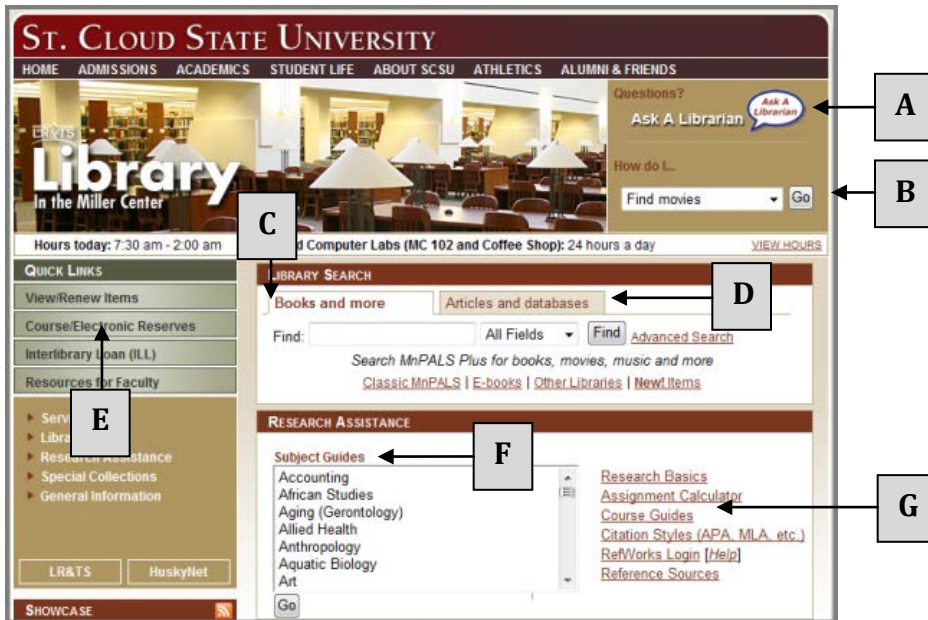 ST. CLOUD STATE UNIVERSITY
HOME ADMISSIONS ACADEMICS STUDENT LIFE ABOUT SCSU ATHLETICS ALUMNI & FRIENDS
LR&TS
Library
In the Miller Center
Questions?
Ask A Librarian
Ask A Librarian
How do I...
Find movies
Go
A
B
C
Hours today: 7:30 am - 2:00 am
Computer Labs (MC 102 and Coffee Shop): 24 hours a day
VIEW HOURS
QUICK LINKS
View/Renew Items
Course/Electronic Reserves
Interlibrary Loan (ILL)
Resources for Faculty
E
Research Assistance
Special Collections
General Information
LR&TS HuskyNet
SHOWCASE
LIBRARY SEARCH
Books and more Articles and databases
D
Find: All Fields Find Advanced Search
Search MnPALS Plus for books, movies, music and more
Classic MnPALS | E-books | Other Libraries | New! Items
RESEARCH ASSISTANCE
Subject Guides
F
Accounting
African Studies
Aging (Gerontology)
Allied Health
Anthropology
Aquatic Biology
Art
Go
Research Basics
Assignment Calculator
Course Guides
Citation Styles (APA, MLA, etc.)
RefWorks Login [Help]
Reference Sources
G